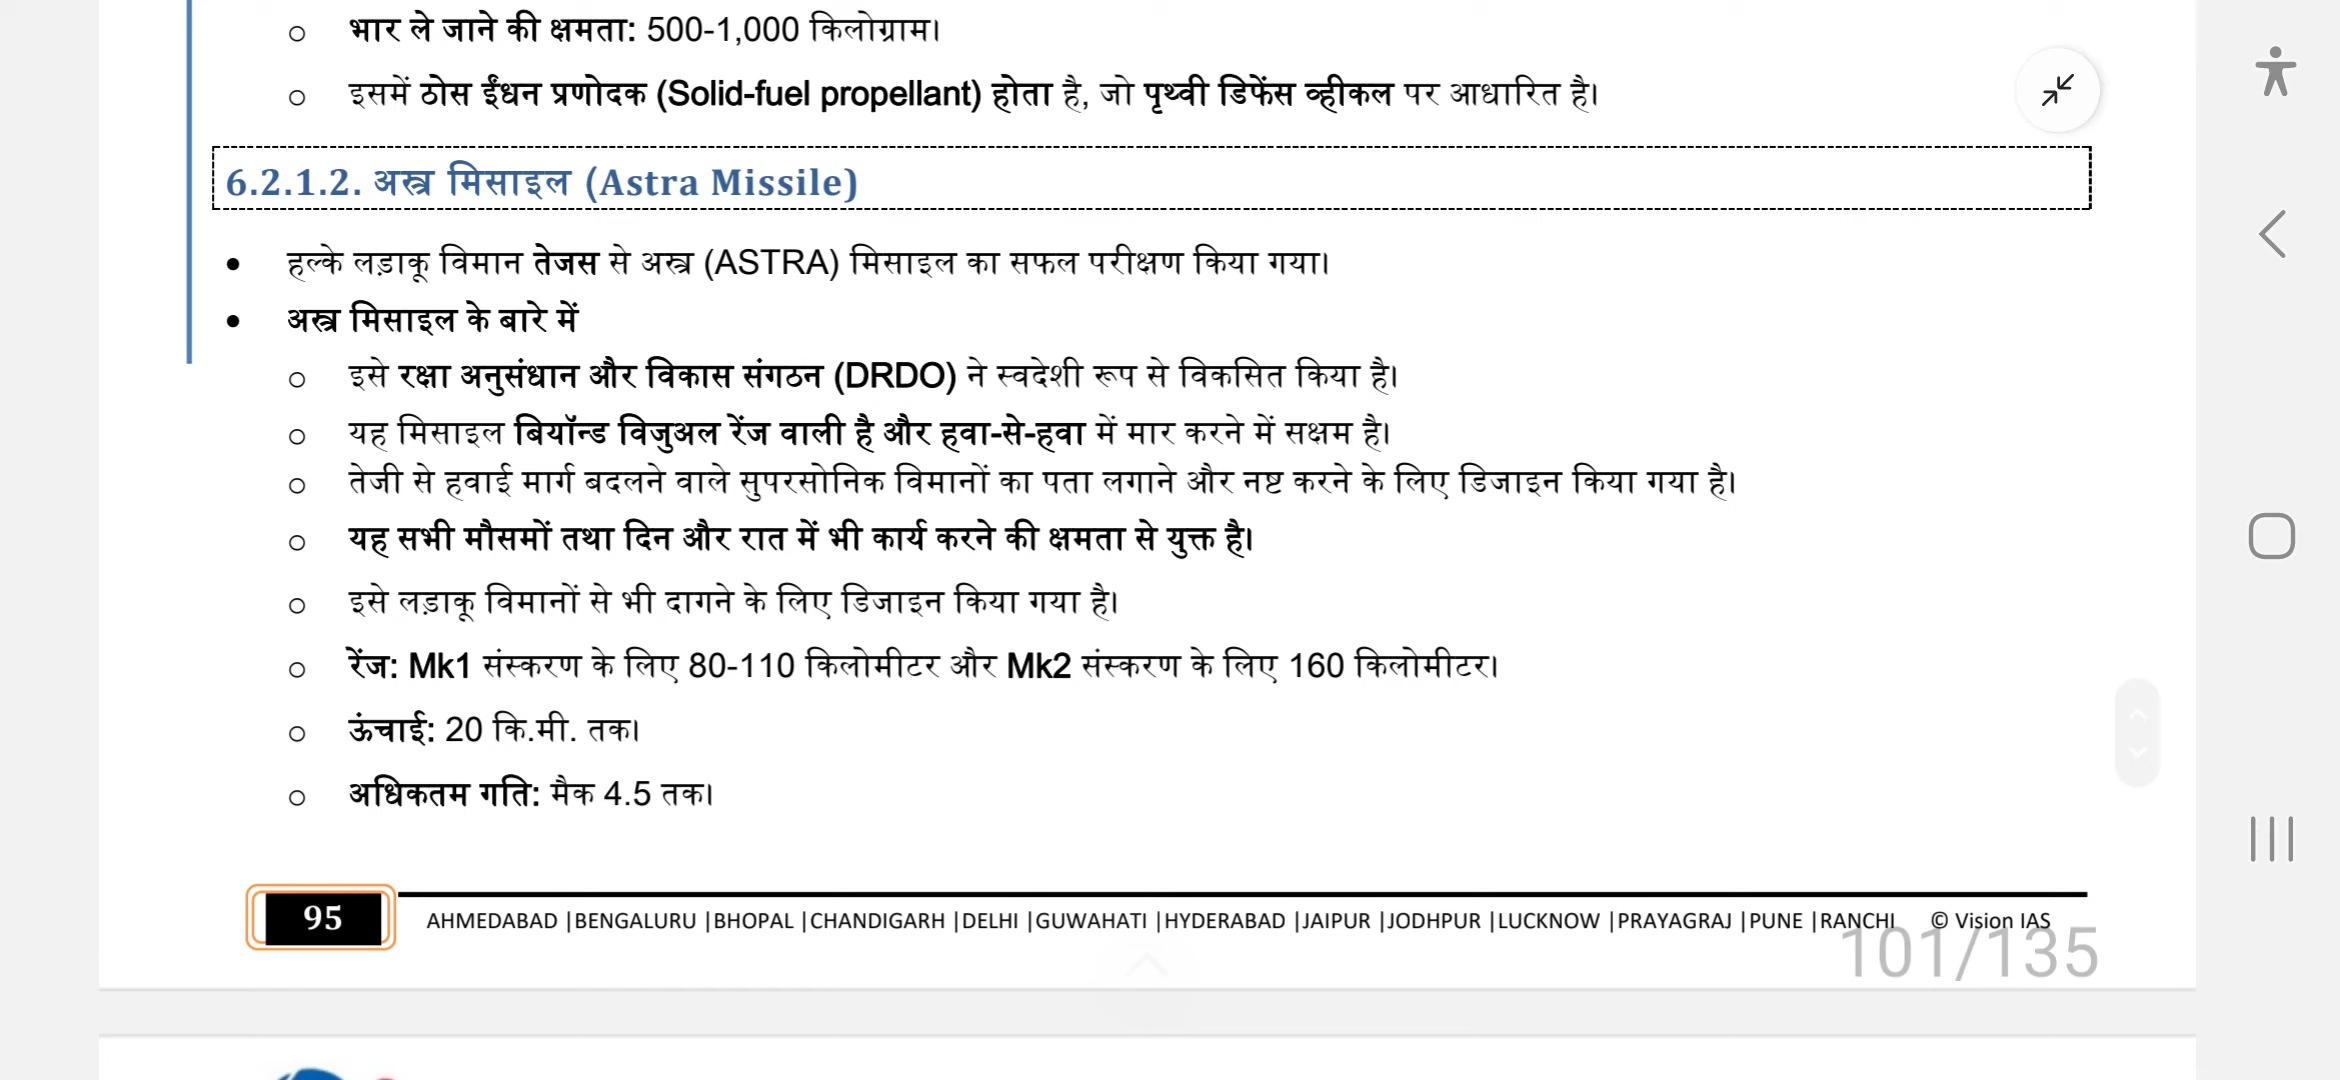 भार ले जाने की क्षमता: 500-1,000 किलोग्राम।
इसमें ठोस ईंधन प्रणोदक (Solid-fuel propellant) होता है, जो पृथ्वी डिफेंस व्हीकल पर आधारित है।
6.2.1.2. अस्त्र मिसाइल (Astra Missile)
हल्के लड़ाकू विमान तेजस से अस्त्र (ASTRA) मिसाइल का सफल परीक्षण किया गया।
अस्त्र मिसाइल के बारे में
इसे रक्षा अनुसंधान और विकास संगठन (DRDO) ने स्वदेशी रूप से विकसित किया है।
यह मिसाइल बियॉन्ड विजुअल रेंज वाली है और हवा-से-हवा में मार करने में सक्षम है।
तेजी से हवाई मार्ग बदलने वाले सुपरसोनिक विमानों का पता लगाने और नष्ट करने के लिए डिजाइन किया गया है।
यह सभी मौसमों तथा दिन और रात में भी कार्य करने की क्षमता से युक्त है।
इसे लड़ाकू विमानों से भी दागने के लिए डिजाइन किया गया है।
रेंज: Mk1 संस्करण के लिए 80-110 किलोमीटर और Mk2 संस्करण के लिए 160 किलोमीटर।
ऊंचाई: 20 कि.मी. तक।
अधिकतम गति: मैक 4.5 तक।
95 AHMEDABAD |BENGALURU |BHOPAL |CHANDIGARH |DELHI |GUWAHATI |HYDERABAD |JAIPUR |JODHPUR |LUCKNOW |PRAYAGRAJ |PUNE |RANCHI © Vision IAS
101/135